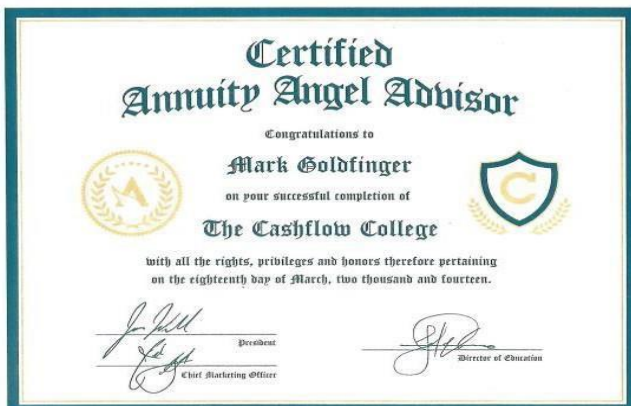 Certified
Annuity Angel Advisor
Congratulations to
Mark Goldfinger
on your successful completion of
The Cashflow College
with all the rights, privileges and honors therefore pertaining
on the eighteenth day of March, two thousand and fourteen.
A
C
President
Chief Marketing Officer
Director of Education